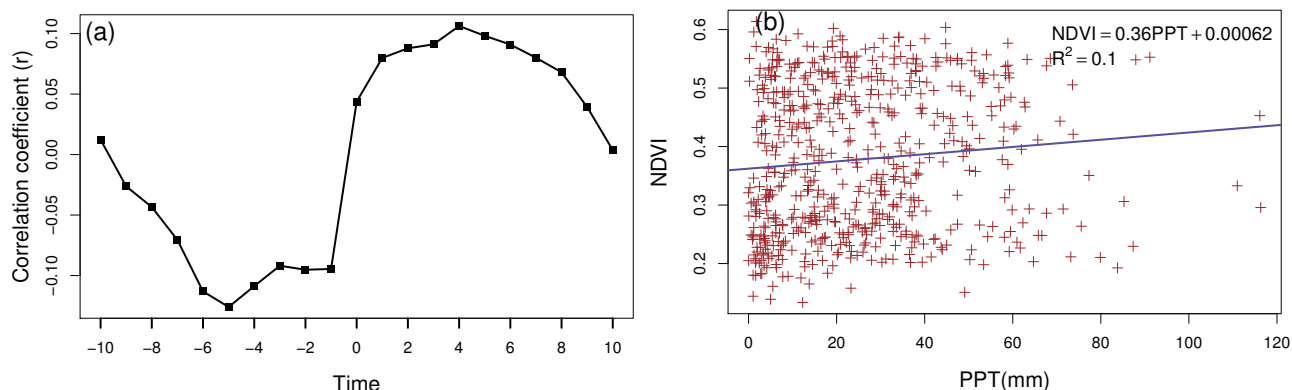 (a)
Correlation coefficient (r)
0.10
0.05
0.00
−0.05
−0.10
−10 −8 −6 −4 −2 0 2 4 6 8 10
Time
(b)
NDVI = 0.36PPT + 0.00062
R² = 0.1
NDVI
0.6
0.5
0.4
0.3
0.2
0 20 40 60 80 100 120
PPT(mm)